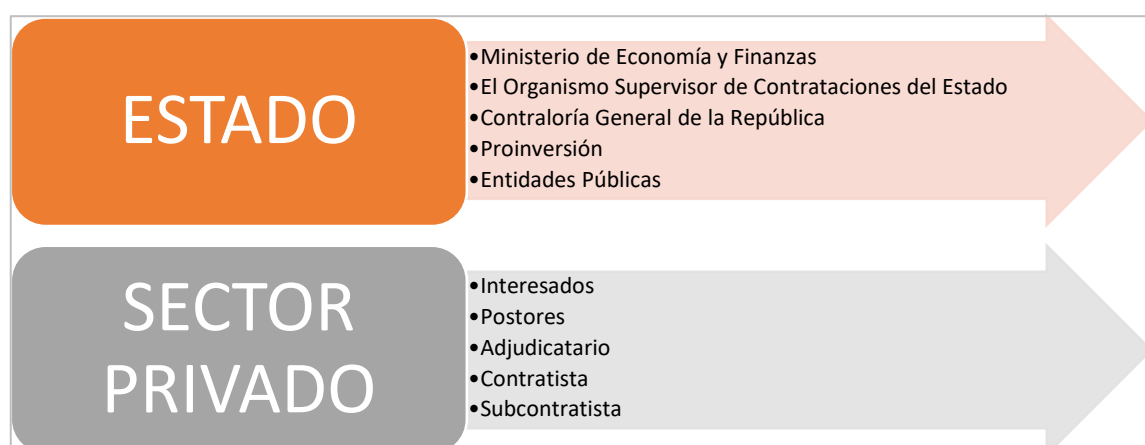 ESTADO
•Ministerio de Economía y Finanzas
•El Organismo Supervisor de Contrataciones del Estado
•Contraloría General de la República
•Proinversión
•Entidades Públicas
SECTOR
PRIVADO
•Interesados
•Postores
•Adjudicatario
•Contratista
•Subcontratista